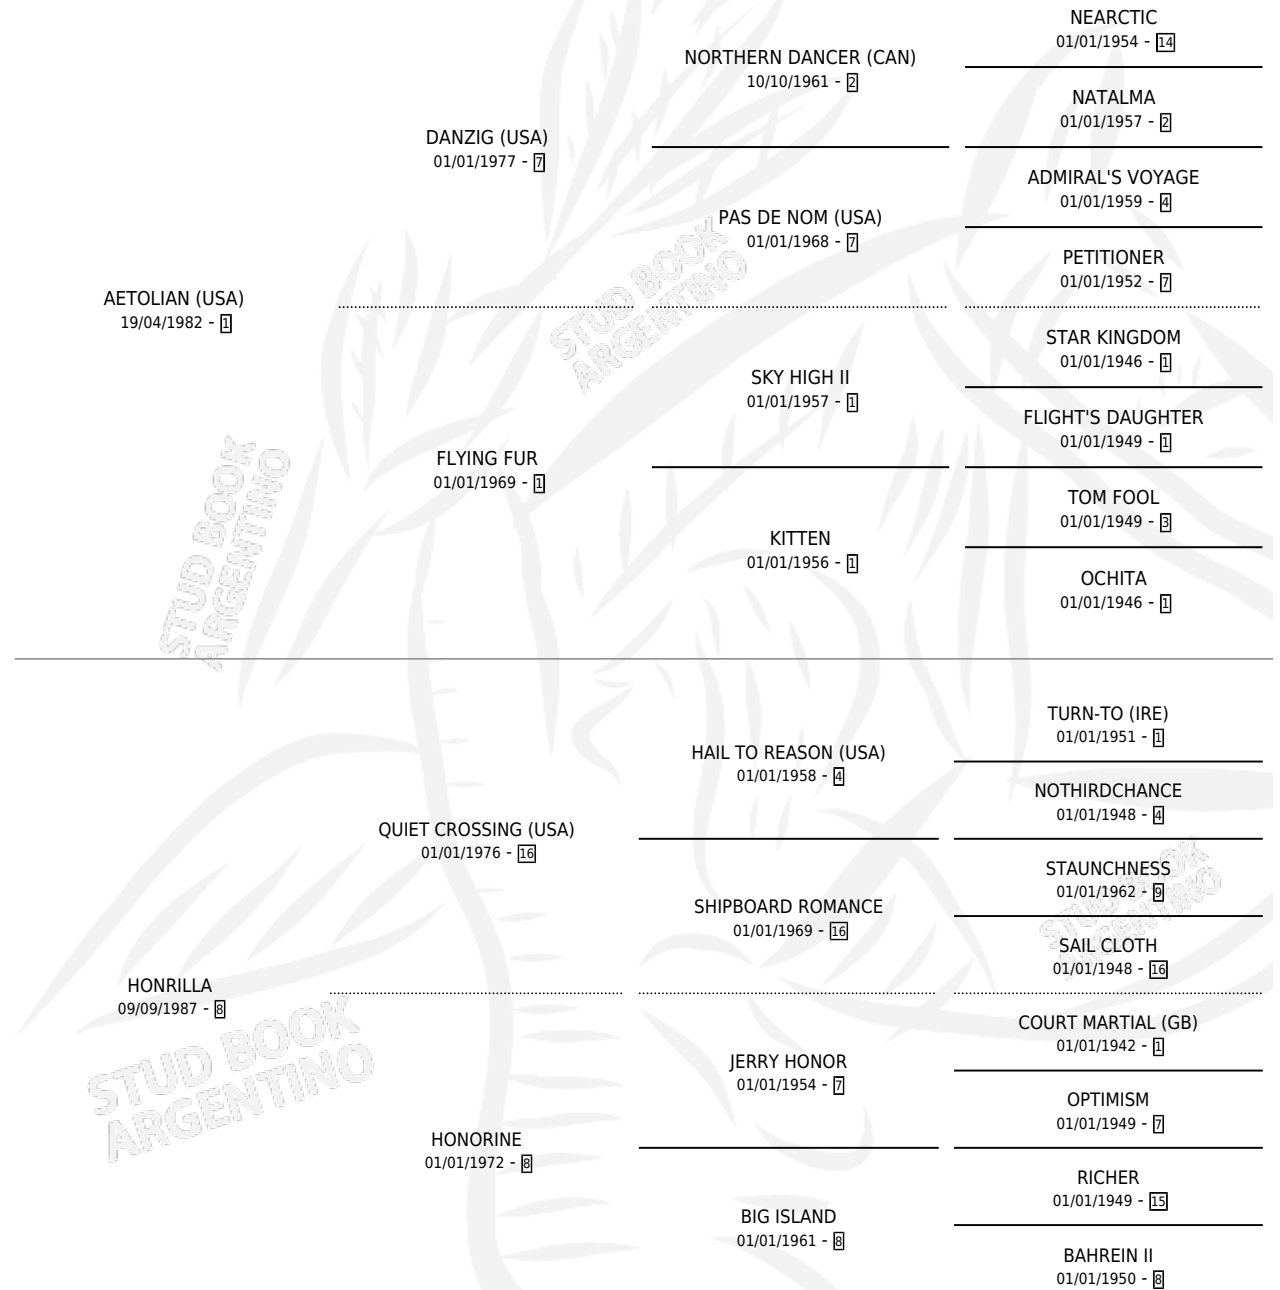 NEARCTIC
01/01/1954 - 14
NORTHERN DANCER (CAN)
10/10/1961 - 2
NATALMA
01/01/1957 - 2
DANZIG (USA)
01/01/1977 - 7
ADMIRAL'S VOYAGE
01/01/1959 - 4
PAS DE NOM (USA)
01/01/1968 - 7
PETITIONER
01/01/1952 - 7
AETOLIAN (USA)
19/04/1982 - 1
STUD BOOK
ARGENTINO
STAR KINGDOM
01/01/1946 - 1
SKY HIGH II
01/01/1957 - 1
FLIGHT'S DAUGHTER
01/01/1949 - 1
FLYING FUR
01/01/1969 - 1
TOM FOOL
01/01/1949 - 3
KITTEN
01/01/1956 - 1
OCHITA
01/01/1946 - 1
STUD BOOK
ARGENTINO
TURN-TO (IRE)
01/01/1951 - 1
HAIL TO REASON (USA)
01/01/1958 - 4
NOTHIRDCHANCE
01/01/1948 - 4
QUIET CROSSING (USA)
01/01/1976 - 16
STAUNCHNESS
01/01/1962 - 9
SHIPBOARD ROMANCE
01/01/1969 - 16
STUD BOOK
ARGENTINO
SAIL CLOTH
01/01/1948 - 16
HONRILLA
09/09/1987 - 8
COURT MARTIAL (GB)
01/01/1942 - 1
STUD BOOK
ARGENTINO
JERRY HONOR
01/01/1954 - 7
OPTIMISM
01/01/1949 - 7
HONORINE
01/01/1972 - 8
RICHER
01/01/1949 - 15
BIG ISLAND
01/01/1961 - 8
BAHREIN II
01/01/1950 - 8